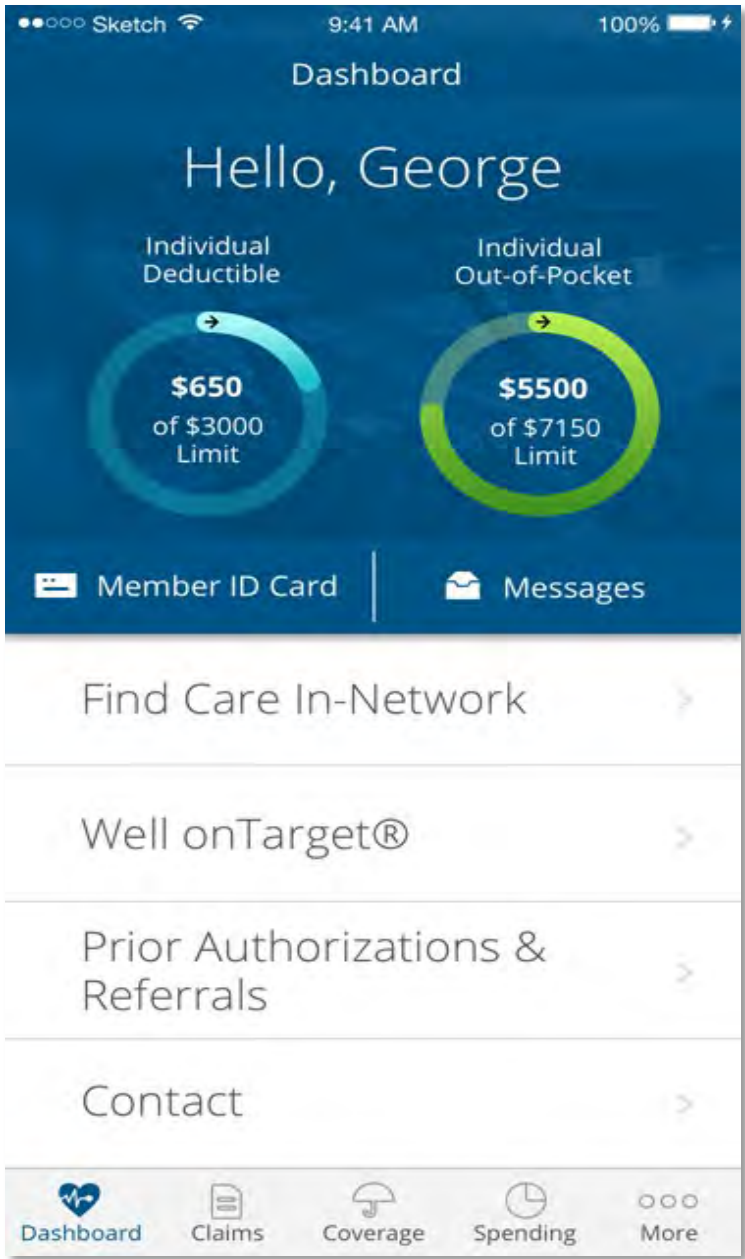 Sketch 9:41 AM 100%
Dashboard
Hello, George
Individual
Deductible
$650
of $3000
Limit
Individual
Out-of-Pocket
$5500
of $7150
Limit
Member ID Card
Messages
Find Care In-Network
Well onTarget®
Prior Authorizations &
Referrals
Contact
Dashboard Claims Coverage Spending More